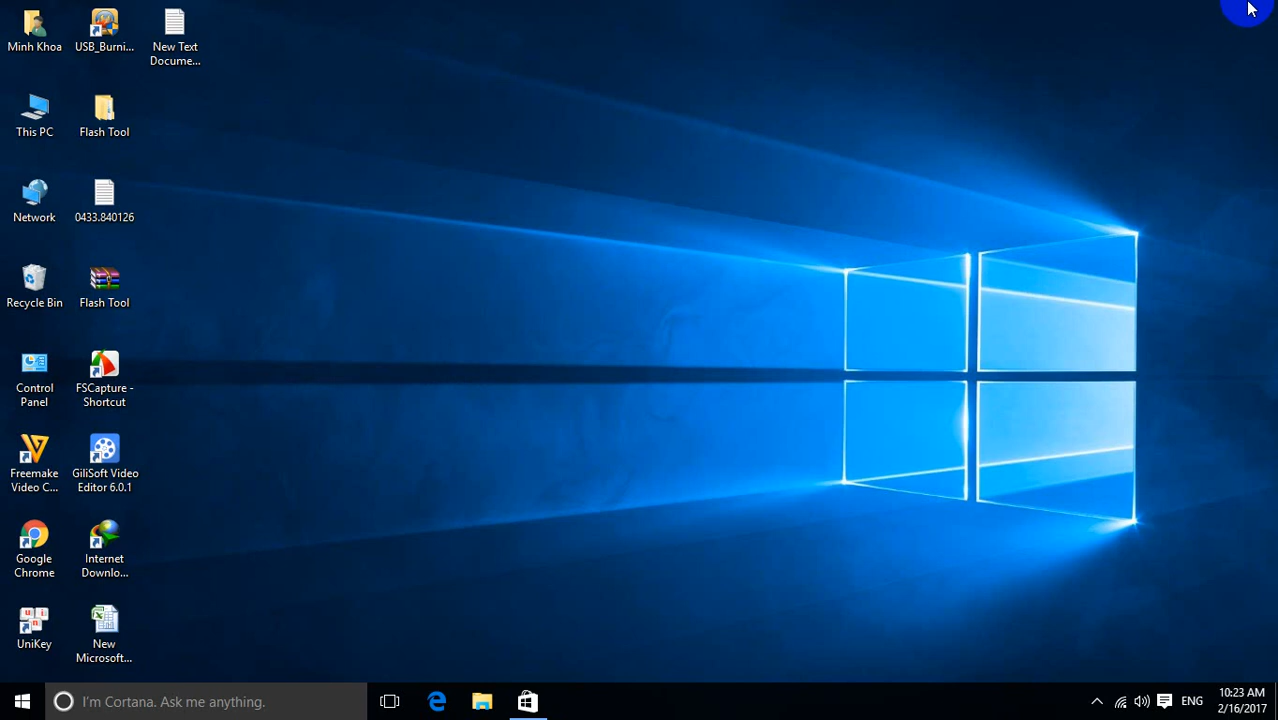 Minh Khoa
USB_Burni...
New Text
Docume...
This PC
Flash Tool
Network
0433.840126
Recycle Bin
Flash Tool
Control
Panel
FSCapture -
Shortcut
Freemake
Video C...
GiliSoft Video
Editor 6.0.1
Google
Chrome
Internet
Downlo...
UniKey
New
Microsoft...
I'm Cortana. Ask me anything.
ENG
10:23 AM
2/16/2017